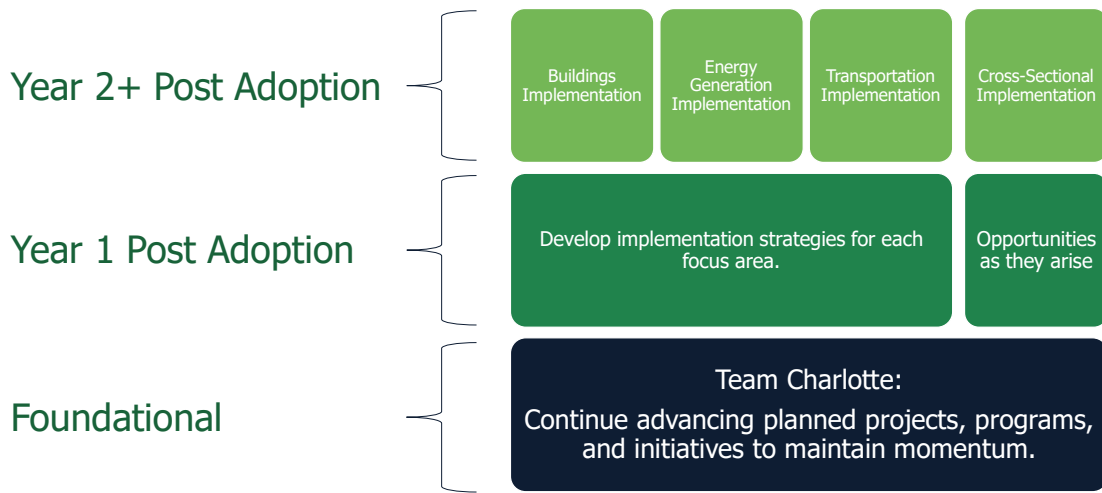 Year 2+ Post Adoption
Buildings
Implementation
Energy
Generation
Implementation
Transportation
Implementation
Cross-Sectional
Implementation
Year 1 Post Adoption
Develop implementation strategies for each
focus area.
Opportunities
as they arise
Foundational
Team Charlotte:
Continue advancing planned projects, programs,
and initiatives to maintain momentum.